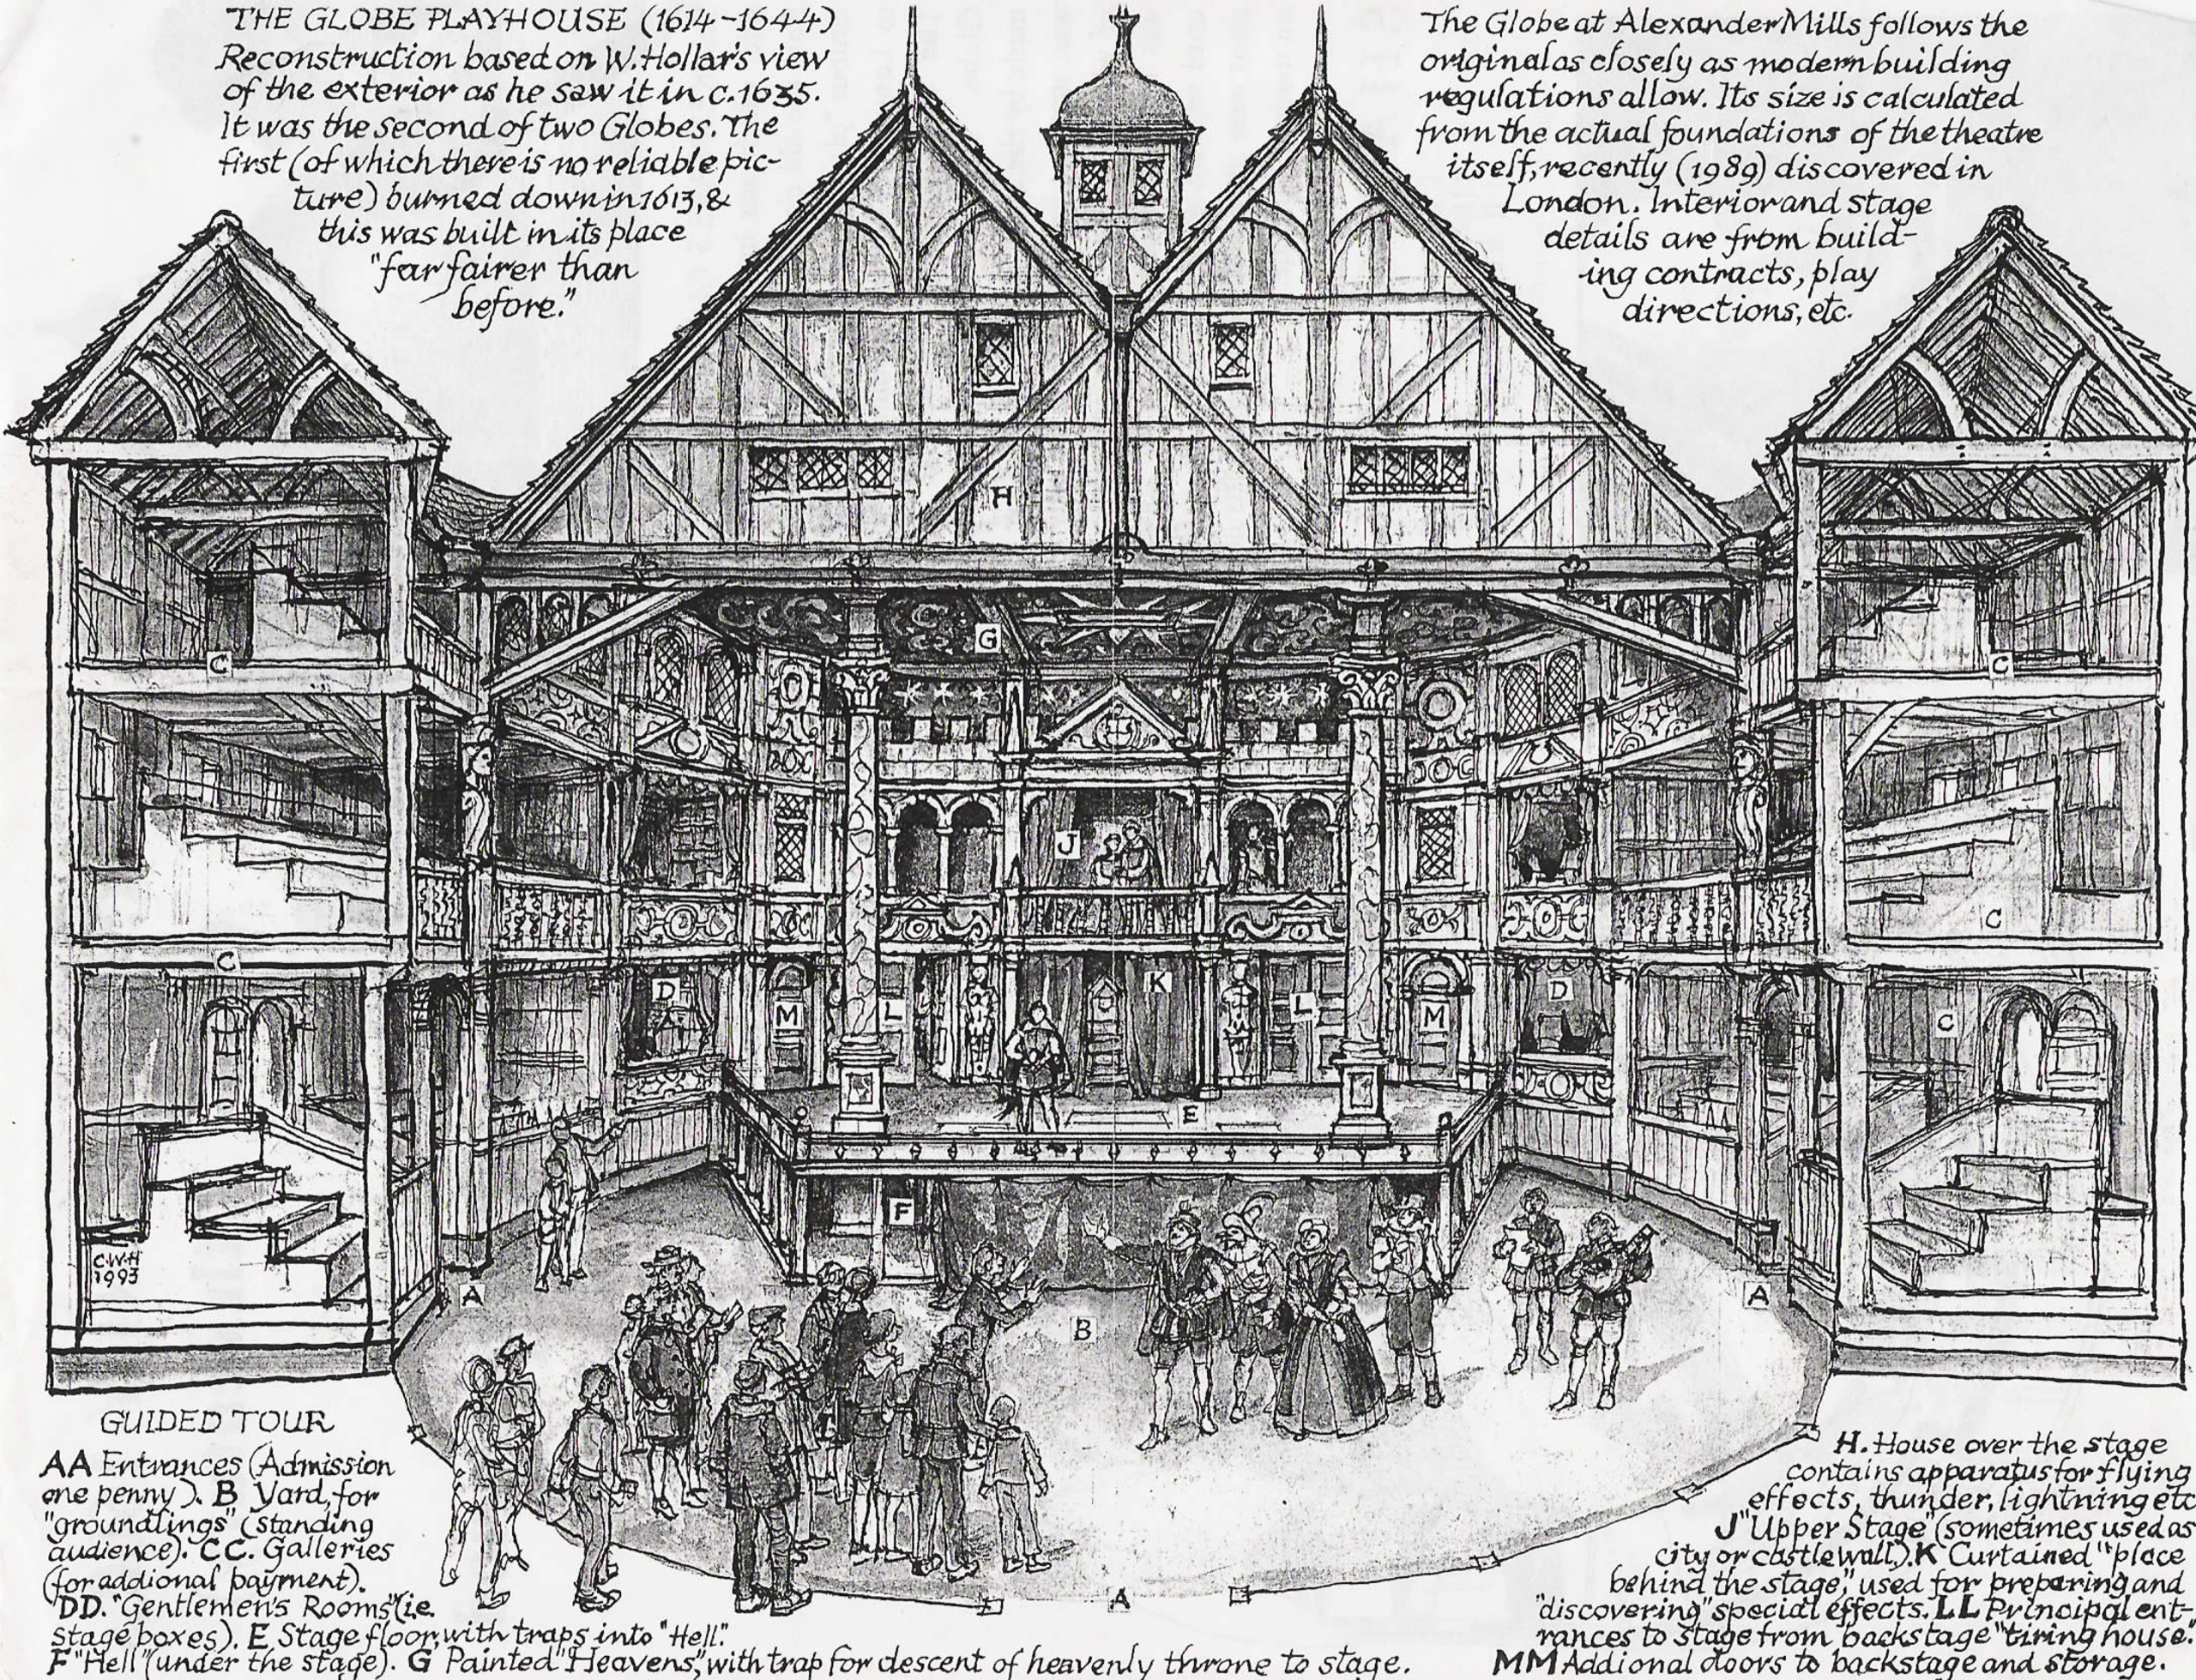 THE GLOBE PLAYHOUSE (1614-1644)
Reconstruction based on W. Hollar's view
of the exterior as he saw it in c.1635.
It was the second of two Globes. The
first (of which there is no reliable pic-
ture) burned down in 1613, &
this was built in its place
"far fairer than
before."
The Globe at Alexander Mills follows the
original as closely as modern building
regulations allow. Its size is calculated
from the actual foundations of the theatre
itself, recently (1989) discovered in
London. Interior and stage
details are from build-
-ing contracts, play
directions, etc.
H
G
C
C
J
C
C
D
M
L
K
L
M
D
C
E
F
C.W.H
1993
A
B
A
A
GUIDED TOUR
AA Entrances (Admission
one penny). B Yard, for
"groundlings" (standing
audience). CC. Galleries
(for addional payment).
DD. "Gentlemen's Rooms" (i.e.
stage boxes). E Stage floor, with traps into "Hell".
F "Hell" (under the stage). G Painted "Heavens", with trap for descent of heavenly throne to stage.
H. House over the stage
contains apparatus for flying
effects, thunder, lightning etc
J "Upper Stage" (sometimes used as
city or castle wall). K Curtained "place
behind the stage," used for preparing and
"discovering" special effects. LL Principal ent-
rances to stage from backstage "tiring house."
MM Addional doors to backstage and storage.